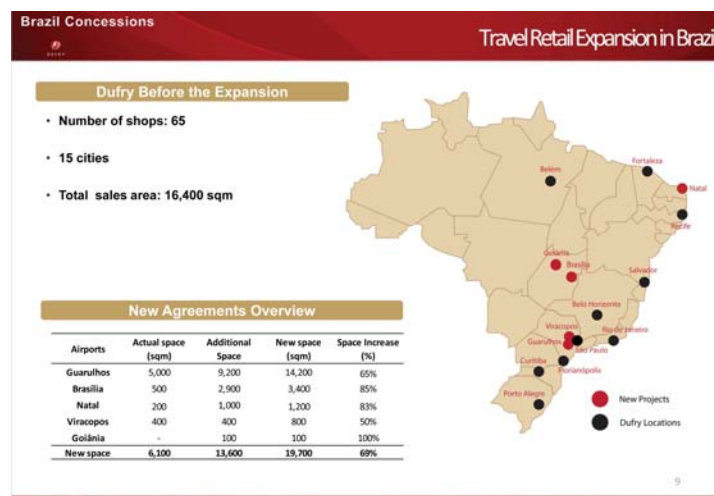 Brazil Concessions
DUFRY
Travel Retail Expansion in Brazi
Dufry Before the Expansion
• Number of shops: 65
• 15 cities
• Total sales area: 16,400 sqm
New Agreements Overview
Airports Actual space (sqm) Additional Space New space (sqm) Space Increase (%)
Guarulhos 5,000 9,200 14,200 65%
Brasília 500 2,900 3,400 85%
Natal 200 1,000 1,200 83%
Viracopos 400 400 800 50%
Goiânia - 100 100 100%
New space 6,100 13,600 19,700 69%
Fortaleza
Belém
Natal
Recife
Goiânia
Brasília
Salvador
Belo Horizonte
Viracopos
Rio de Janeiro
Guarulhos
São Paulo
Curitiba
Florianópolis
Porto Alegre
New Projects
Dufry Locations
9